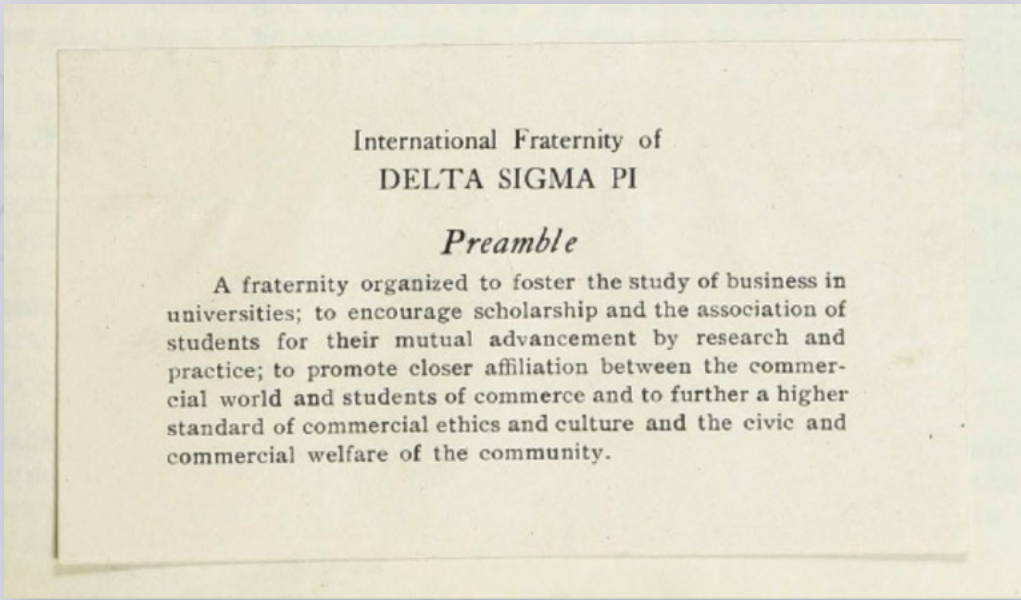 International Fraternity of
DELTA SIGMA PI
Preamble
A fraternity organized to foster the study of business in
universities; to encourage scholarship and the association of
students for their mutual advancement by research and
practice; to promote closer affiliation between the commer-
cial world and students of commerce and to further a higher
standard of commercial ethics and culture and the civic and
commercial welfare of the community.